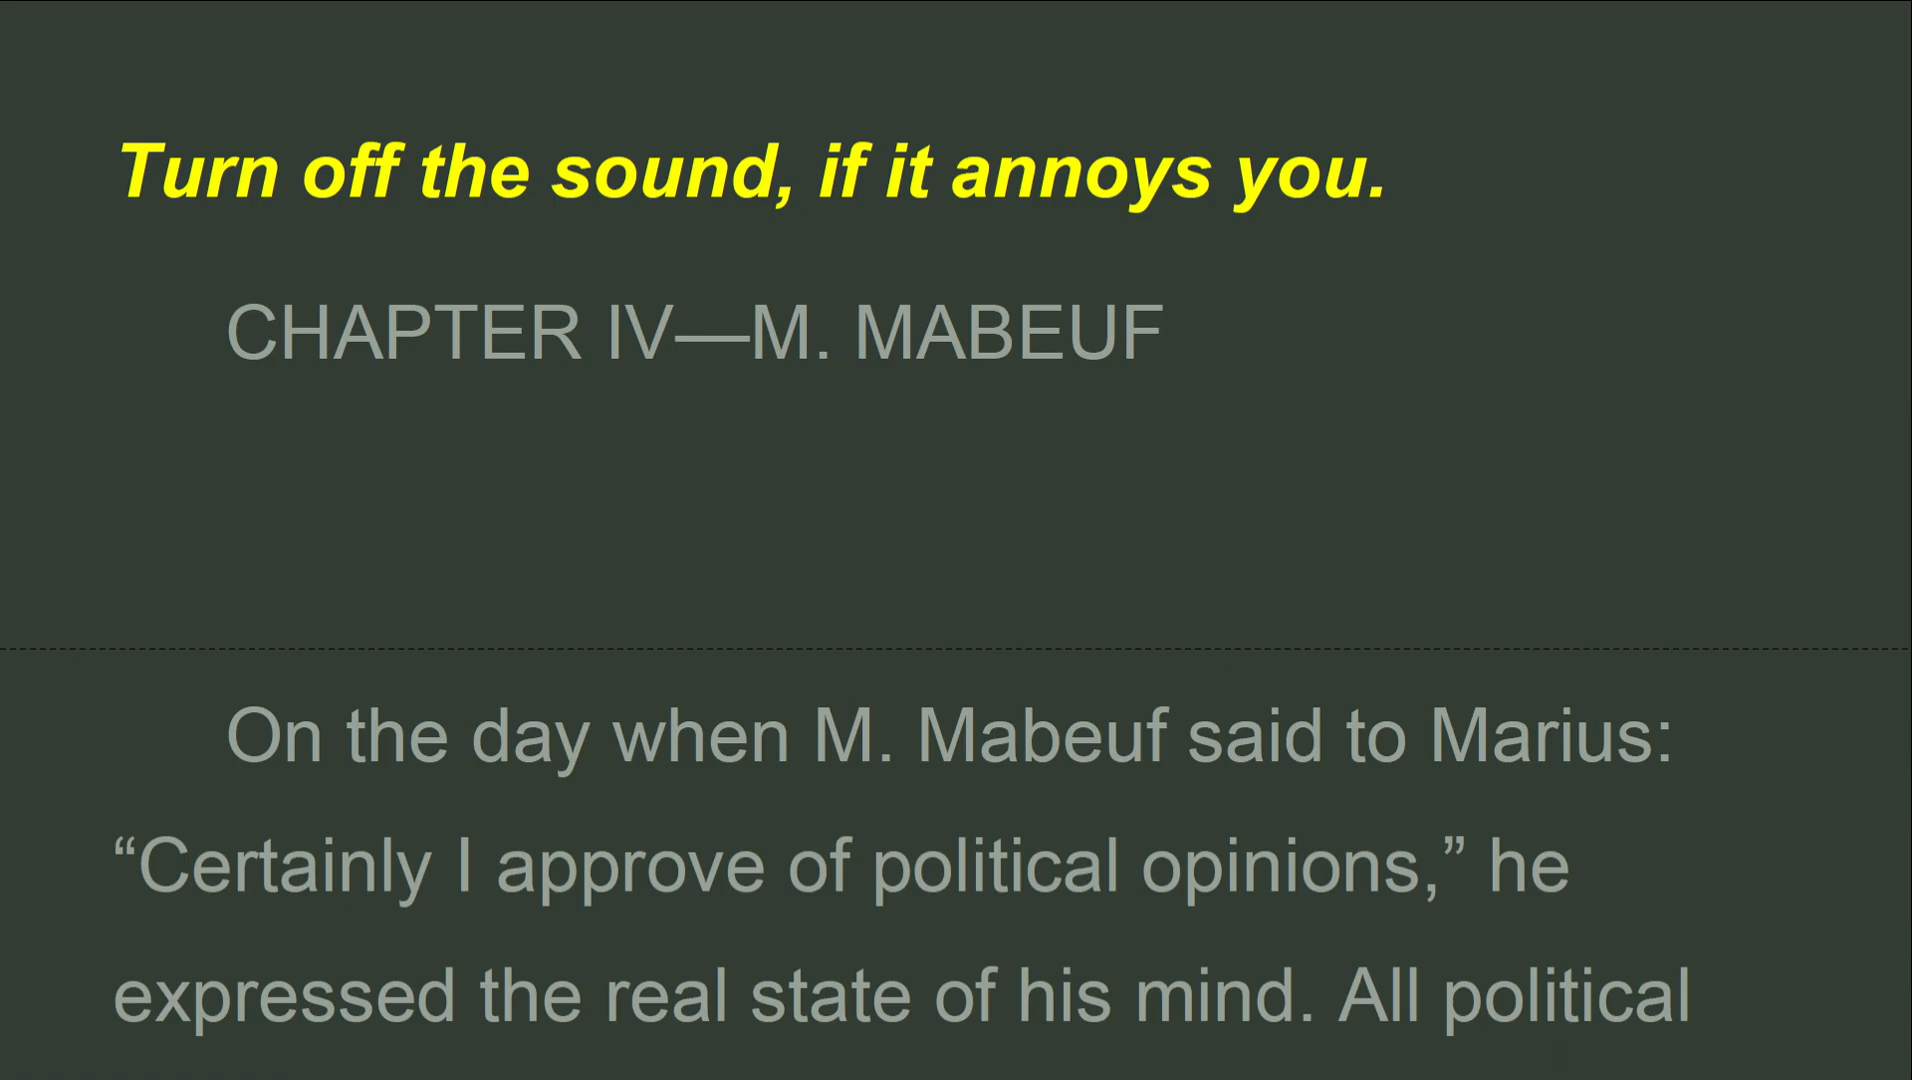 Turn off the sound, if it annoys you.
CHAPTER IV—M. MABEUF
On the day when M. Mabeuf said to Marius:
“Certainly I approve of political opinions,” he
expressed the real state of his mind. All political